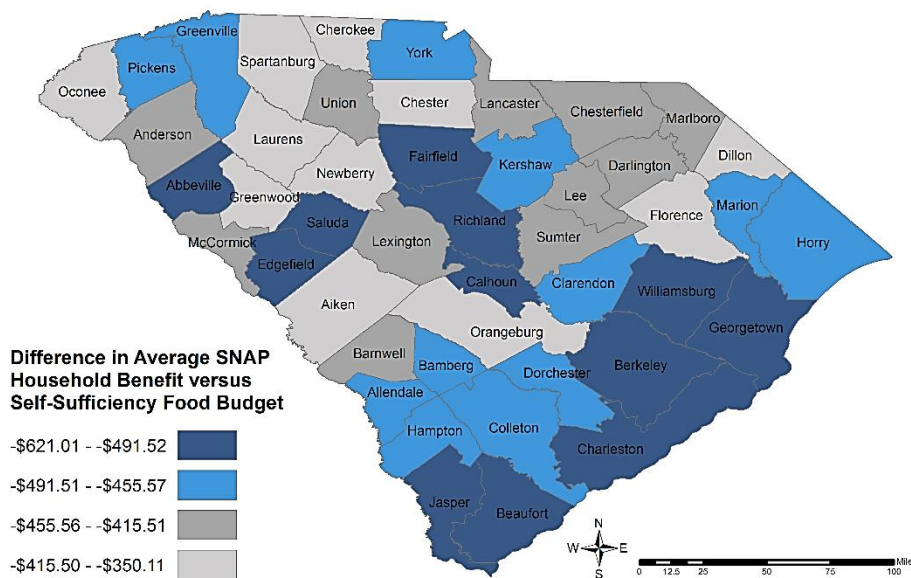 Cherokee
Greenville
York
Pickens
Spartanburg
Oconee
Union
Chester
Lancaster
Chesterfield
Marlboro
Anderson
Laurens
Fairfield
Kershaw
Darlington
Dillon
Newberry
Abbeville
Greenwood
Lee
Marion
Florence
Saluda
Richland
McCormick
Lexington
Sumter
Horry
Edgefield
Calhoun
Clarendon
Williamsburg
Aiken
Orangeburg
Georgetown
Barnwell
Bamberg
Dorchester
Berkeley
Allendale
Hampton
Colleton
Charleston
Jasper
Beaufort
Difference in Average SNAP
Household Benefit versus
Self-Sufficiency Food Budget
-$621.01 - -$491.52
-$491.51 - -$455.57
-$455.56 - -$415.51
-$415.50 - -$350.11
N
W E
S
Mile
0 12.5 25 50 75 100